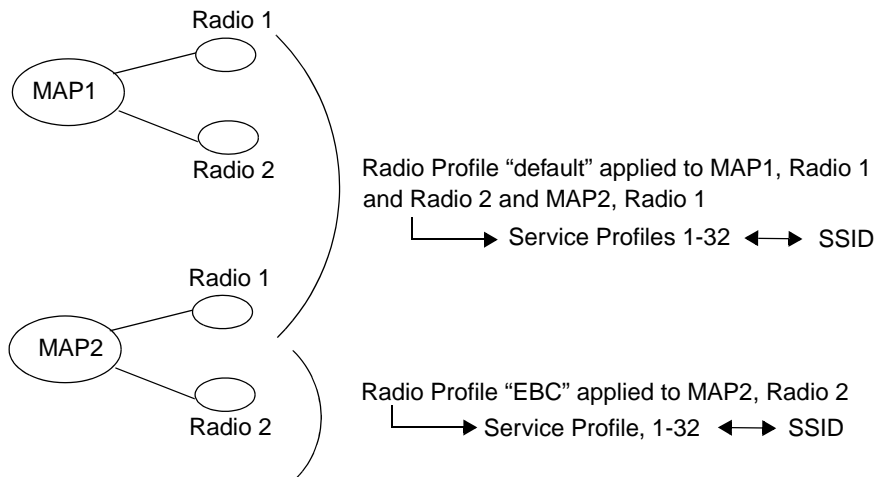 Radio 1
MAP1
Radio 2
Radio Profile “default” applied to MAP1, Radio 1
and Radio 2 and MAP2, Radio 1
Service Profiles 1-32 SSID
Radio 1
MAP2
Radio 2
Radio Profile “EBC” applied to MAP2, Radio 2
Service Profile, 1-32 SSID